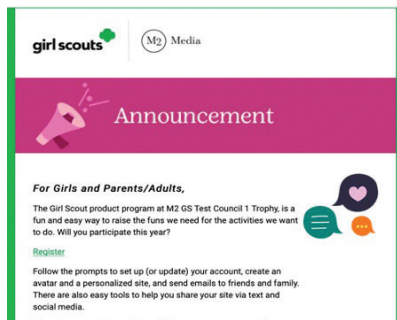 girl scouts M2 Media
Announcement
For Girls and Parents/Adults,
The Girl Scout product program at M2 GS Test Council 1 Trophy, is a
fun and easy way to raise the funs we need for the activities we want
to do. Will you participate this year?
Register
Follow the prompts to set up (or update) your account, create an
avatar and a personalized site, and send emails to friends and family.
There are also easy tools to help you share your site via text and
social media.